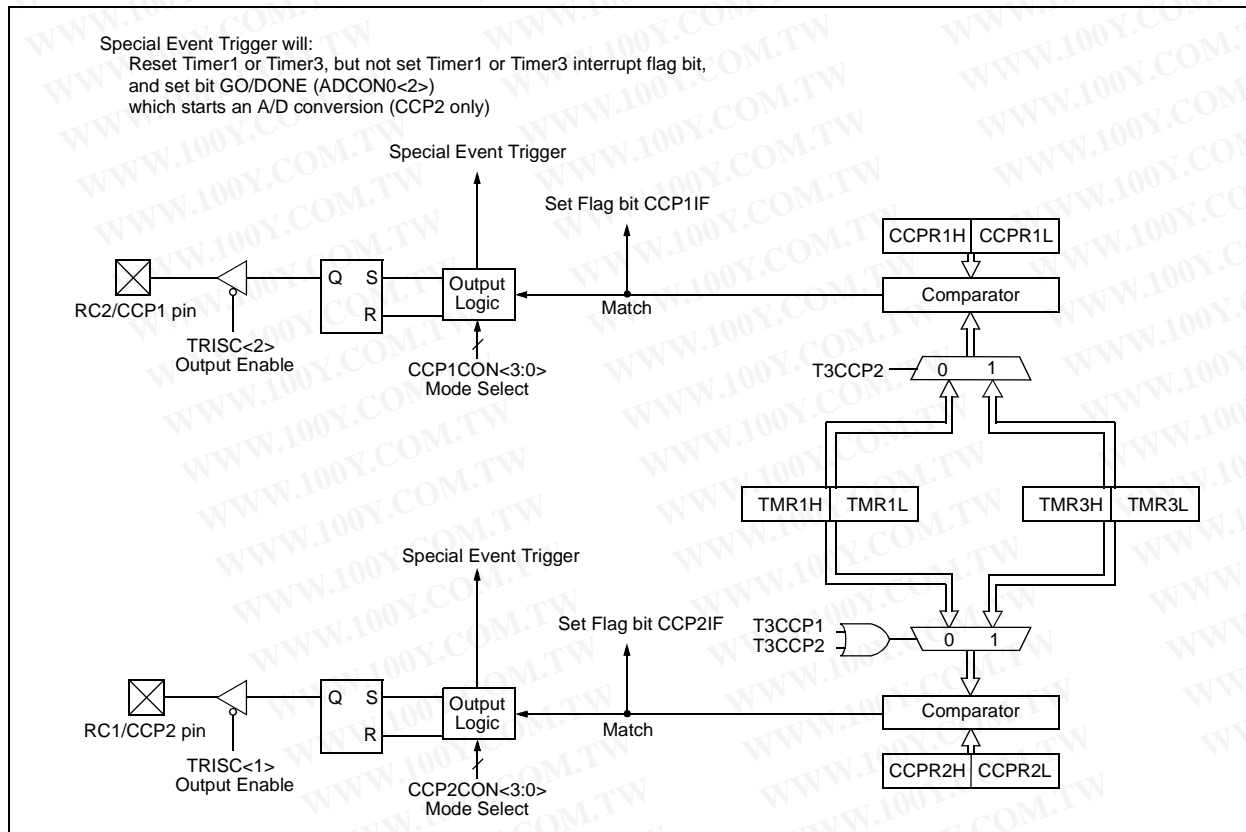 Special Event Trigger will:
Reset Timer1 or Timer3, but not set Timer1 or Timer3 interrupt flag bit,
and set bit GO/DONE (ADCON0<2>)
which starts an A/D conversion (CCP2 only)
Special Event Trigger
Set Flag bit CCP1IF
CCPR1H CCPR1L
Q S
R
Output
Logic
Comparator
RC2/CCP1 pin
Match
TRISC<2>
Output Enable
CCP1CON<3:0>
Mode Select
T3CCP2
0 1
TMR1H TMR1L
TMR3H TMR3L
Special Event Trigger
Set Flag bit CCP2IF
T3CCP1
T3CCP2
0 1
Q S
R
Output
Logic
Comparator
RC1/CCP2 pin
Match
TRISC<1>
Output Enable
CCP2CON<3:0>
Mode Select
CCPR2H CCPR2L
WWW.100Y.COM.TW